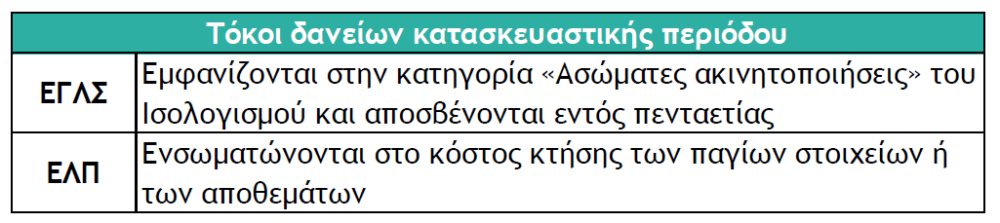 Τόκοι δανείων κατασκευαστικής περιόδου
ΕΓΛΣ
Εμφανίζονται στην κατηγορία «Ασώματες ακινητοποιήσεις» του
Ισολογισμού και αποσβένονται εντός πενταετίας
ΕΛΠ
Ενσωματώνονται στο κόστος κτήσης των παγίων στοιχείων ή
των αποθεμάτων